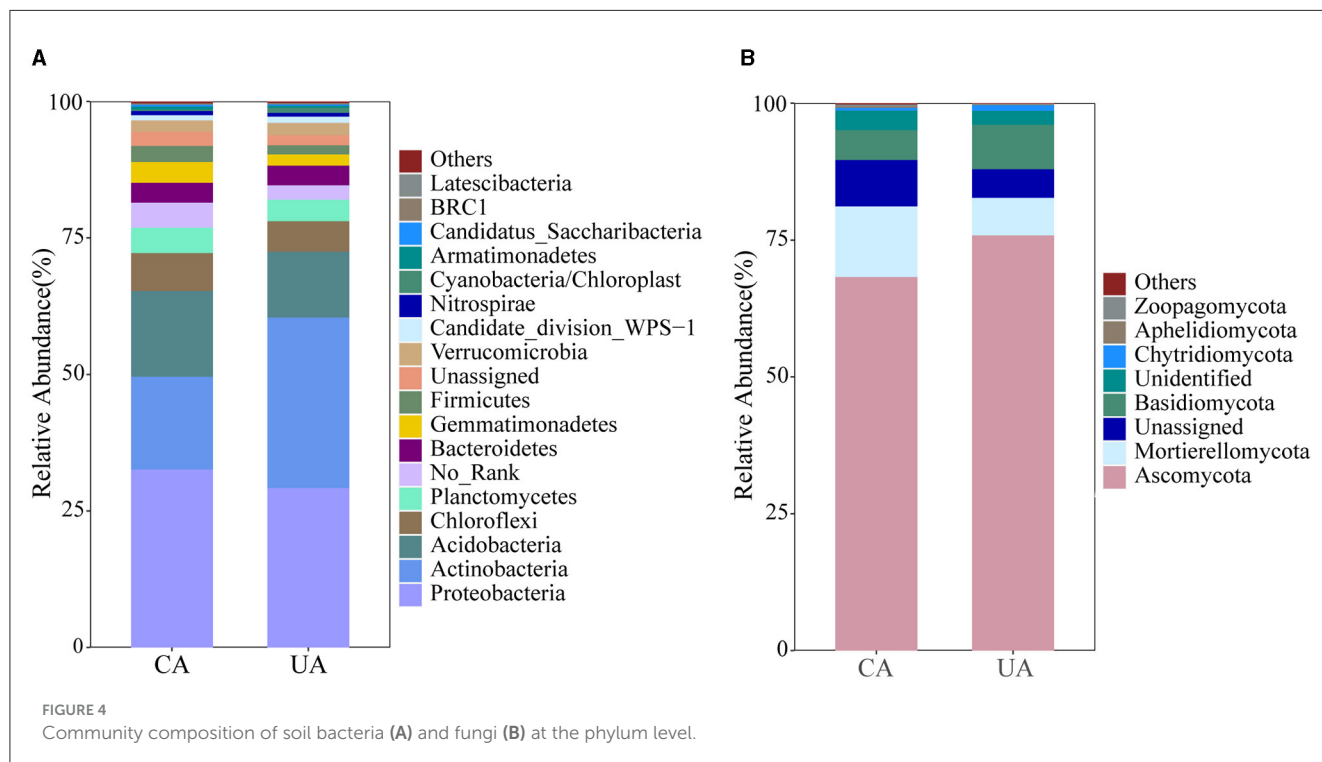 A
Relative Abundance(%)
100
75
50
25
0
CA
UA
Others
Latescibacteria
BRC1
Candidatus_Saccharibacteria
Armatimonadetes
Cyanobacteria/Chloroplast
Nitrospirae
Candidate_division_WPS−1
Verrucomicrobia
Unassigned
Firmicutes
Gemmatimonadetes
Bacteroidetes
No_Rank
Planctomycetes
Chloroflexi
Acidobacteria
Actinobacteria
Proteobacteria
B
Relative Abundance(%)
100
75
50
25
0
CA
UA
Others
Zoopagomycota
Aphelidiomycota
Chytridiomycota
Unidentified
Basidiomycota
Unassigned
Mortierellomycota
Ascomycota
FIGURE 4
Community composition of soil bacteria (A) and fungi (B) at the phylum level.